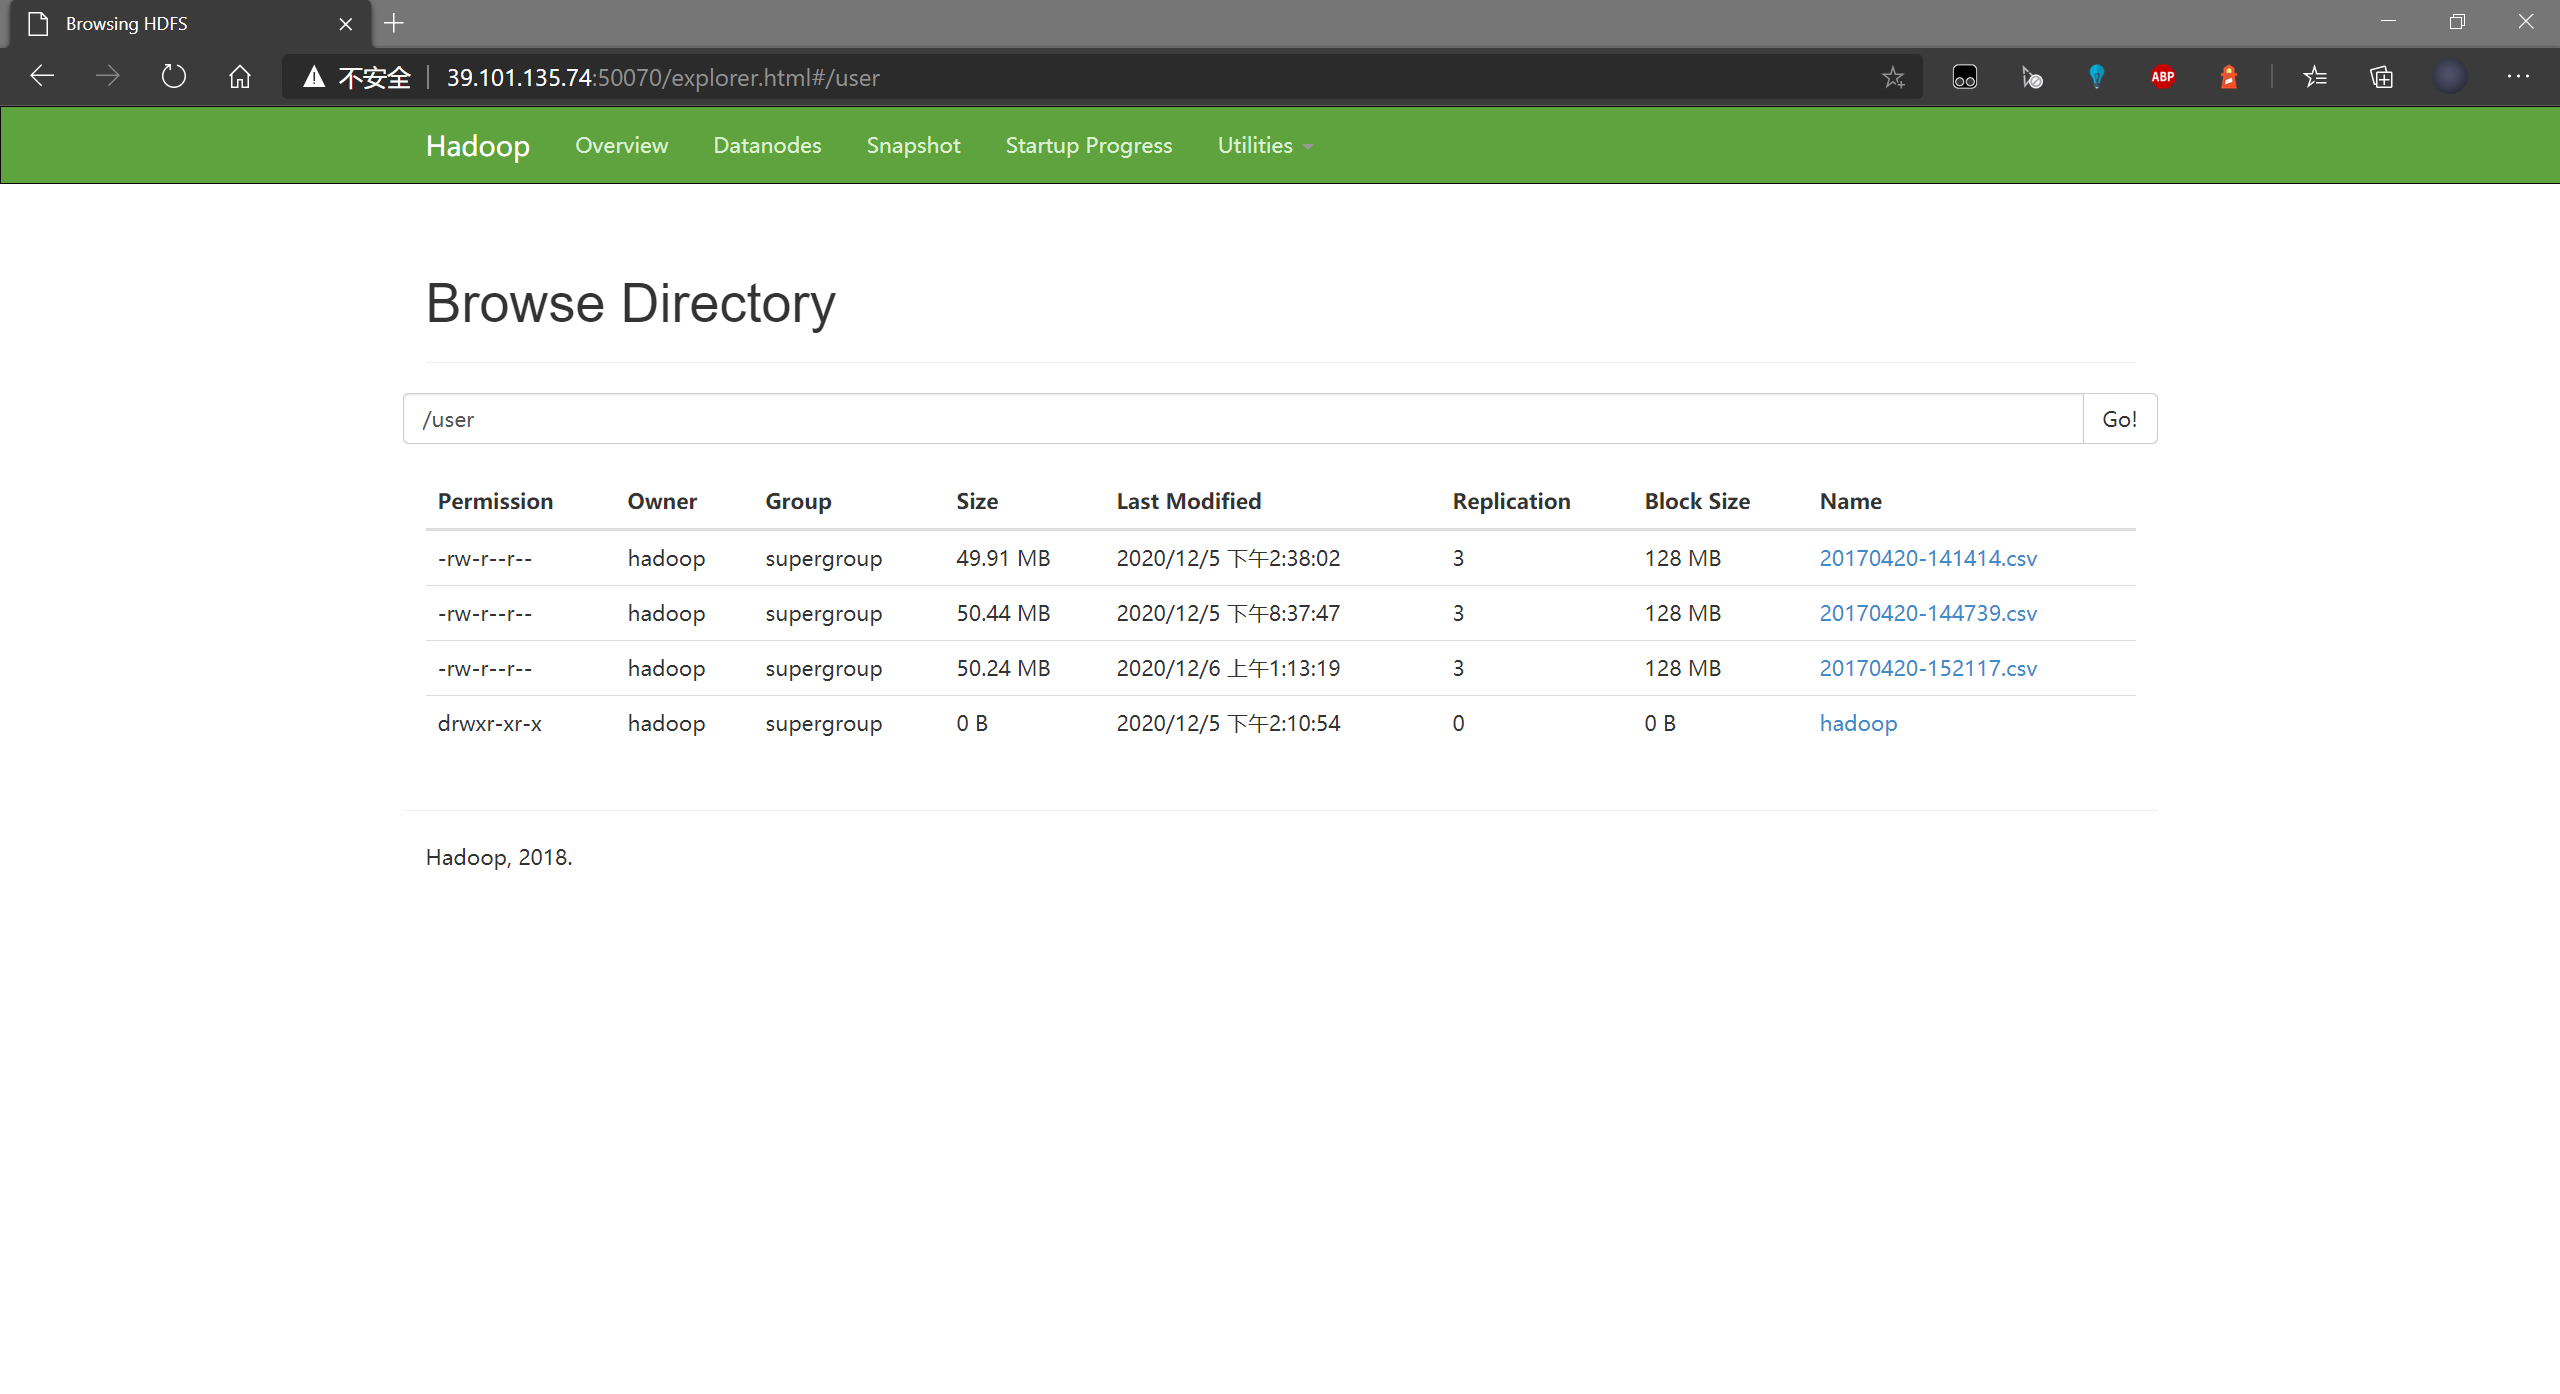 Browsing HDFS
不安全 39.101.135.74:50070/explorer.html#/user
ABP
Hadoop Overview Datanodes Snapshot Startup Progress Utilities
Browse Directory
/user Go!
Permission Owner Group Size Last Modified Replication Block Size Name
-rw-r--r-- hadoop supergroup 49.91 MB 2020/12/5 下午2:38:02 3 128 MB 20170420-141414.csv
-rw-r--r-- hadoop supergroup 50.44 MB 2020/12/5 下午8:37:47 3 128 MB 20170420-144739.csv
-rw-r--r-- hadoop supergroup 50.24 MB 2020/12/6 上午1:13:19 3 128 MB 20170420-152117.csv
drwxr-xr-x hadoop supergroup 0 B 2020/12/5 下午2:10:54 0 0 B hadoop
Hadoop, 2018.